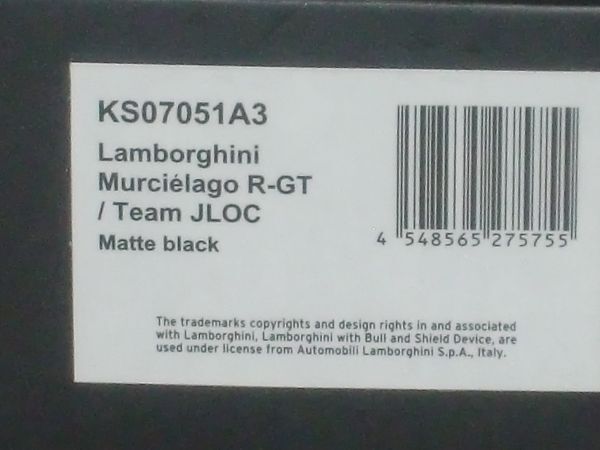 KS07051A3
Lamborghini
Murciélago R-GT
/ Team JLOC
Matte black
4 548565 275755
The trademarks copyrights and design rights in and associated
with Lamborghini, Lamborghini with Bull and Shield Device, are
used under license from Automobili Lamborghini S.p.A., Italy.